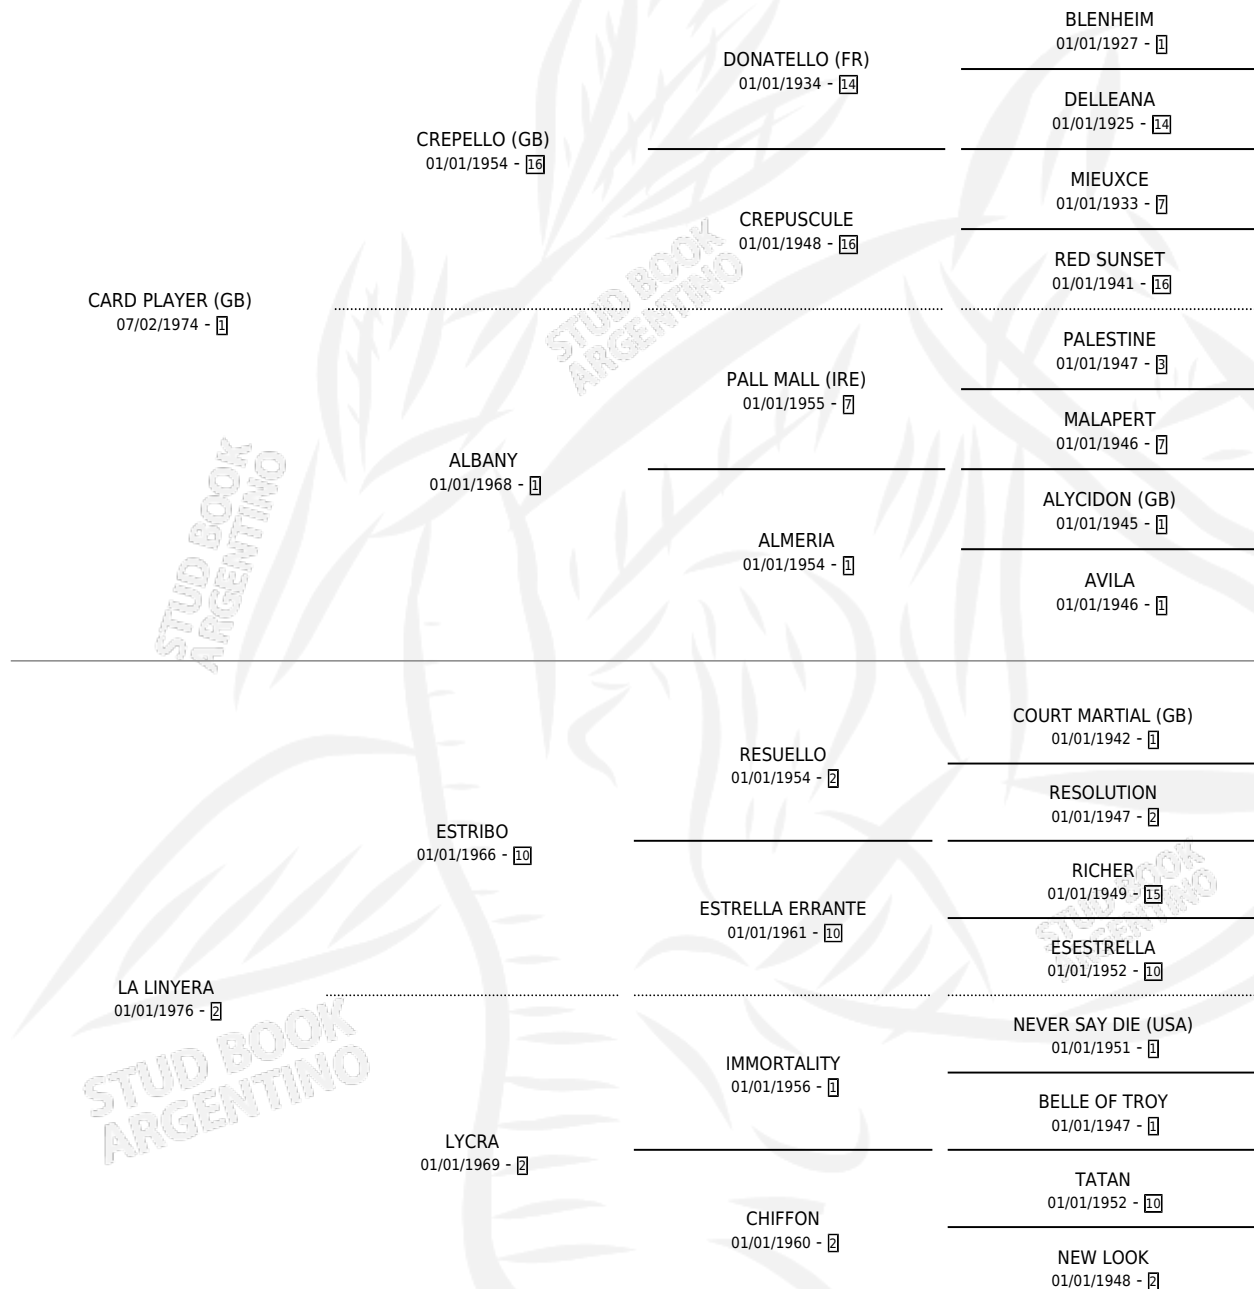 BLENHEIM
01/01/1927 - 1
DONATELLO (FR)
01/01/1934 - 14
DELLEANA
01/01/1925 - 14
CREPELLO (GB)
01/01/1954 - 16
MIEUXCE
01/01/1933 - 7
CREPUSCULE
01/01/1948 - 16
RED SUNSET
01/01/1941 - 16
CARD PLAYER (GB)
07/02/1974 - 1
STUD BOOK
ARGENTINO
PALESTINE
01/01/1947 - 3
PALL MALL (IRE)
01/01/1955 - 7
MALAPERT
01/01/1946 - 7
ALBANY
01/01/1968 - 1
ALYCIDON (GB)
01/01/1945 - 1
ALMERIA
01/01/1954 - 1
AVILA
01/01/1946 - 1
STUD BOOK
ARGENTINO
COURT MARTIAL (GB)
01/01/1942 - 1
RESUELLO
01/01/1954 - 2
RESOLUTION
01/01/1947 - 2
ESTRIBO
01/01/1966 - 10
RICHER
01/01/1949 - 15
ESTRELLA ERRANTE
01/01/1961 - 10
ESESTRELLA
01/01/1952 - 10
STUD BOOK
ARGENTINO
LA LINYERA
01/01/1976 - 2
NEVER SAY DIE (USA)
01/01/1951 - 1
IMMORTALITY
01/01/1956 - 1
BELLE OF TROY
01/01/1947 - 1
STUD BOOK
ARGENTINO
LYCRA
01/01/1969 - 2
TATAN
01/01/1952 - 10
CHIFFON
01/01/1960 - 2
NEW LOOK
01/01/1948 - 2